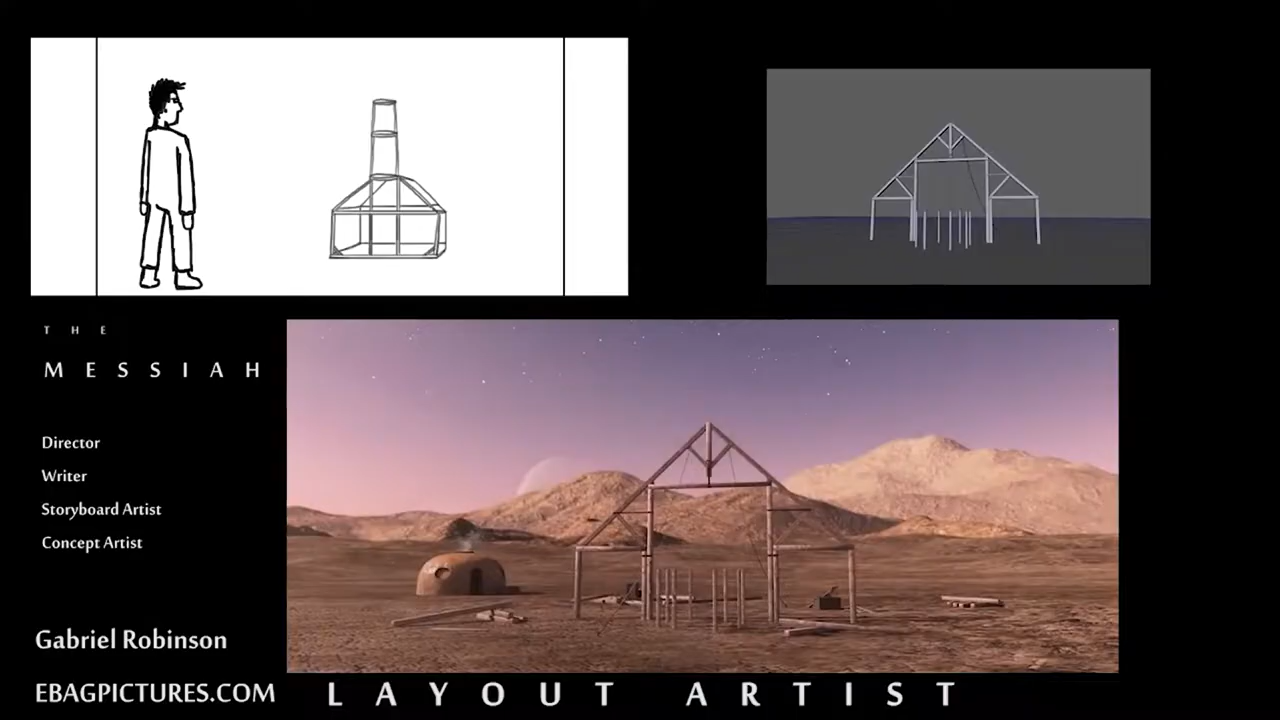 T H E
M E S S I A H
Director
Writer
Storyboard Artist
Concept Artist
Gabriel Robinson
EBAGPICTURES.COM
L A Y O U T A R T I S T